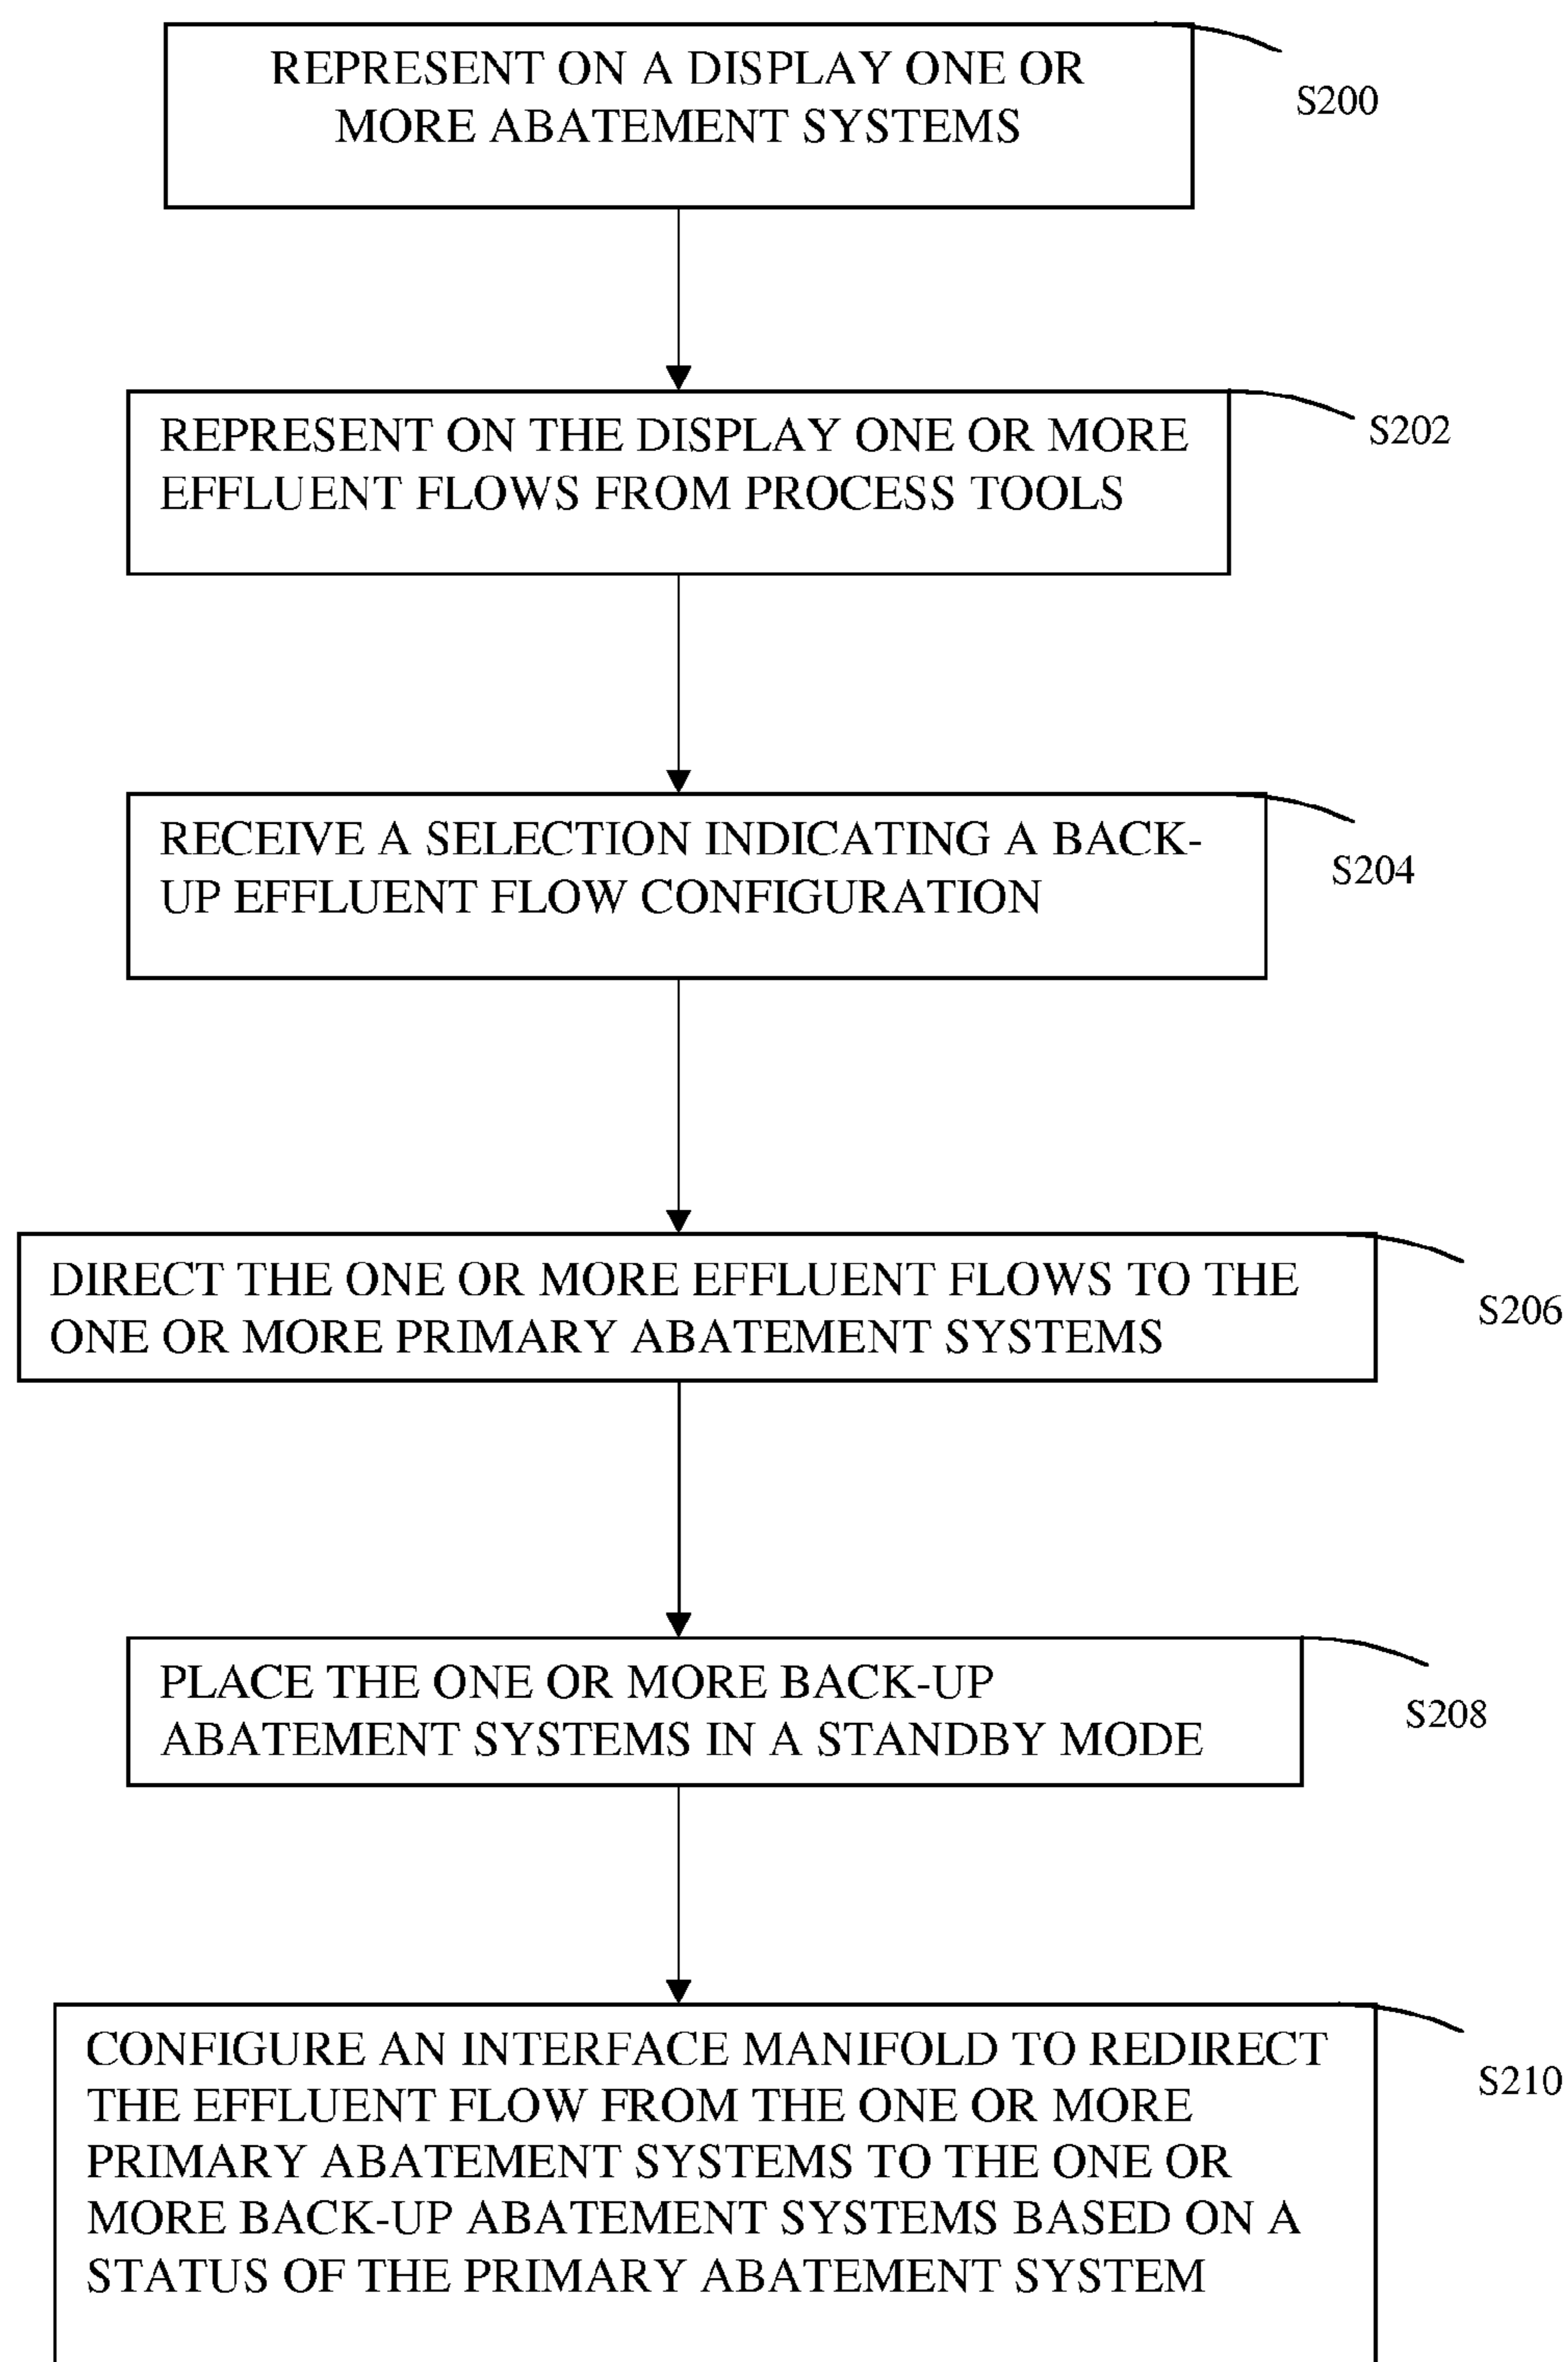 REPRESENT ON A DISPLAY ONE OR
MORE ABATEMENT SYSTEMS
S200
REPRESENT ON THE DISPLAY ONE OR MORE
EFFLUENT FLOWS FROM PROCESS TOOLS
S202
RECEIVE A SELECTION INDICATING A BACK-
UP EFFLUENT FLOW CONFIGURATION
S204
DIRECT THE ONE OR MORE EFFLUENT FLOWS TO THE
ONE OR MORE PRIMARY ABATEMENT SYSTEMS
S206
PLACE THE ONE OR MORE BACK-UP
ABATEMENT SYSTEMS IN A STANDBY MODE
S208
CONFIGURE AN INTERFACE MANIFOLD TO REDIRECT
THE EFFLUENT FLOW FROM THE ONE OR MORE
PRIMARY ABATEMENT SYSTEMS TO THE ONE OR
MORE BACK-UP ABATEMENT SYSTEMS BASED ON A
STATUS OF THE PRIMARY ABATEMENT SYSTEM
S210